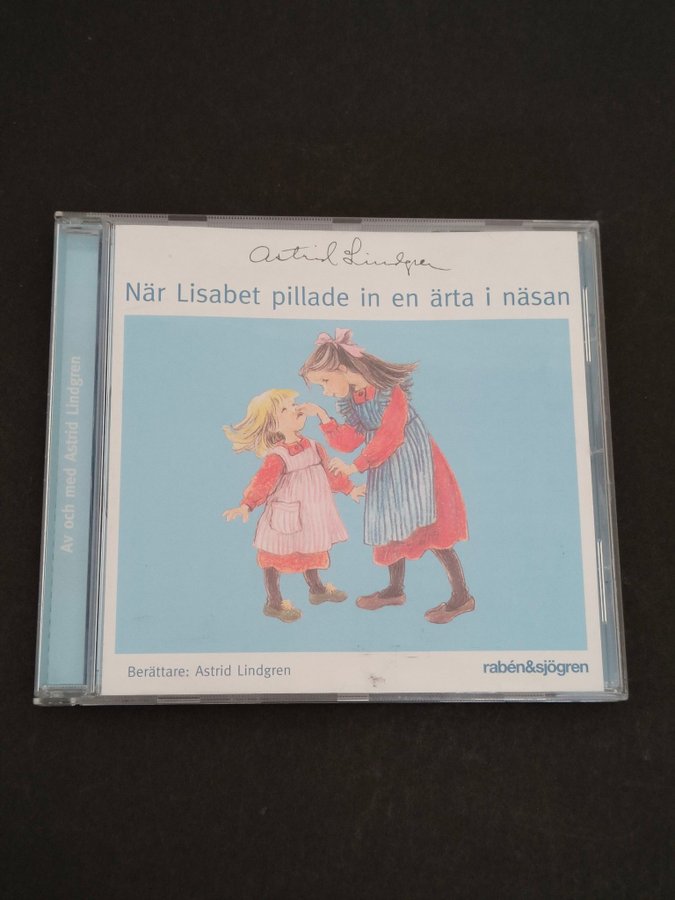 Astrid Lindgren
När Lisabet pillade in en ärta i näsan
Av och med Astrid Lindgren
Berättare: Astrid Lindgren
rabén&sjögren